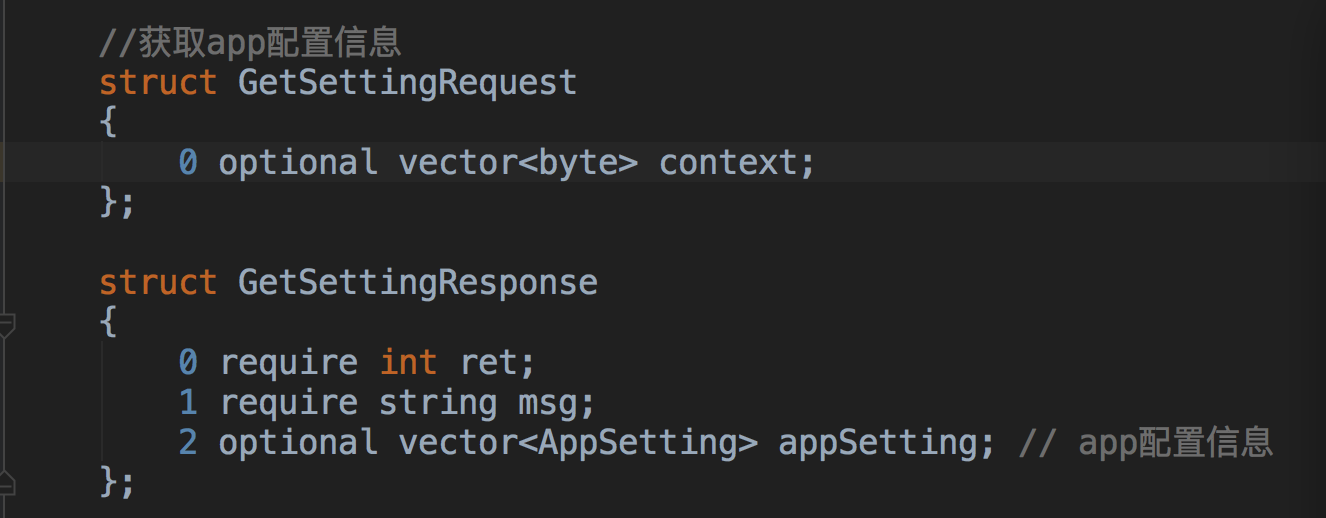 //获取app配置信息
struct GetSettingRequest
{
0 optional vector<byte> context;
};
struct GetSettingResponse
{
0 require int ret;
1 require string msg;
2 optional vector<AppSetting> appSetting; // app配置信息
};